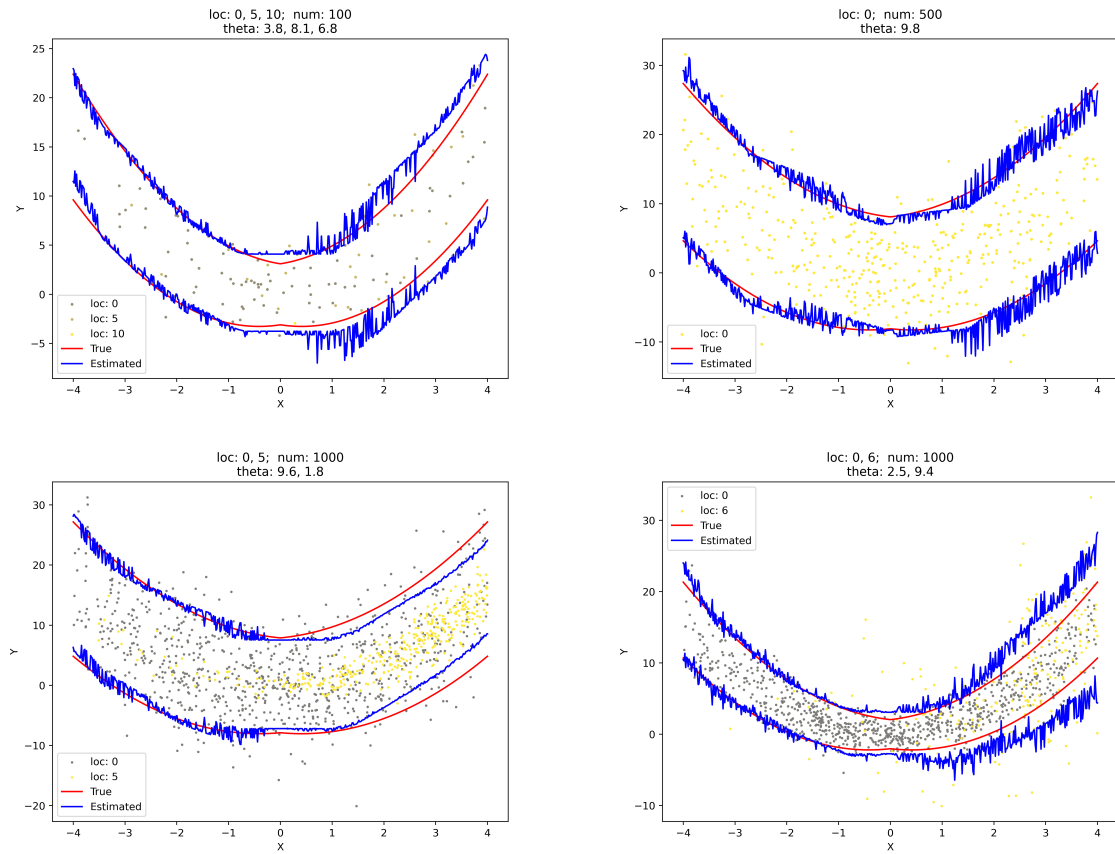 loc: 0, 5, 10;  num: 100
theta: 3.8, 8.1, 6.8
25
20
15
10
5
0
−5
Y
loc: 0
loc: 5
loc: 10
True
Estimated
−4 −3 −2 −1 0 1 2 3 4
X
loc: 0;  num: 500
theta: 9.8
30
20
10
0
−10
Y
loc: 0
True
Estimated
−4 −3 −2 −1 0 1 2 3 4
X
loc: 0, 5;  num: 1000
theta: 9.6, 1.8
30
20
10
0
−10
−20
Y
loc: 0
loc: 5
True
Estimated
−4 −3 −2 −1 0 1 2 3 4
X
loc: 0, 6;  num: 1000
theta: 2.5, 9.4
loc: 0
loc: 6
True
Estimated
30
20
10
0
−10
Y
−4 −3 −2 −1 0 1 2 3 4
X